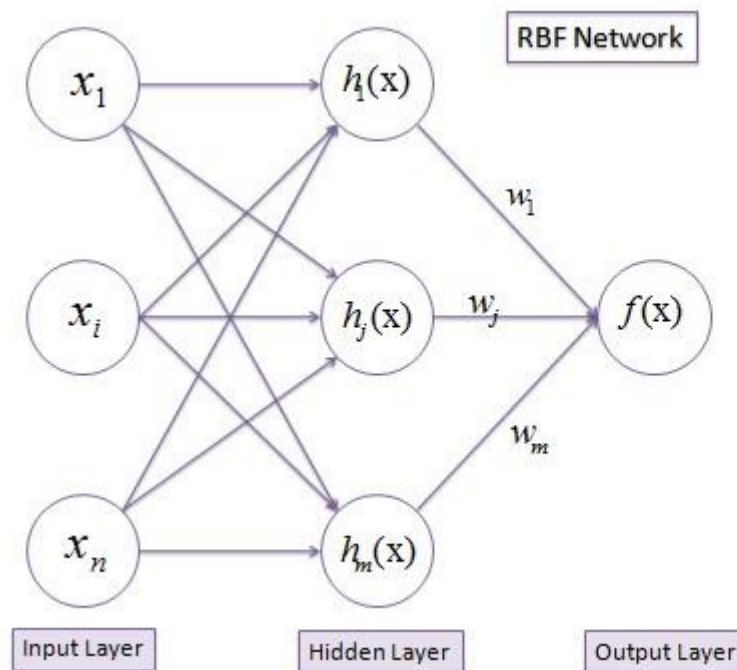 RBF Network
x₁
h₁(x)
w₁
xᵢ
hⱼ(x)
wⱼ
f(x)
wₘ
xₙ
hₘ(x)
Input Layer
Hidden Layer
Output Layer